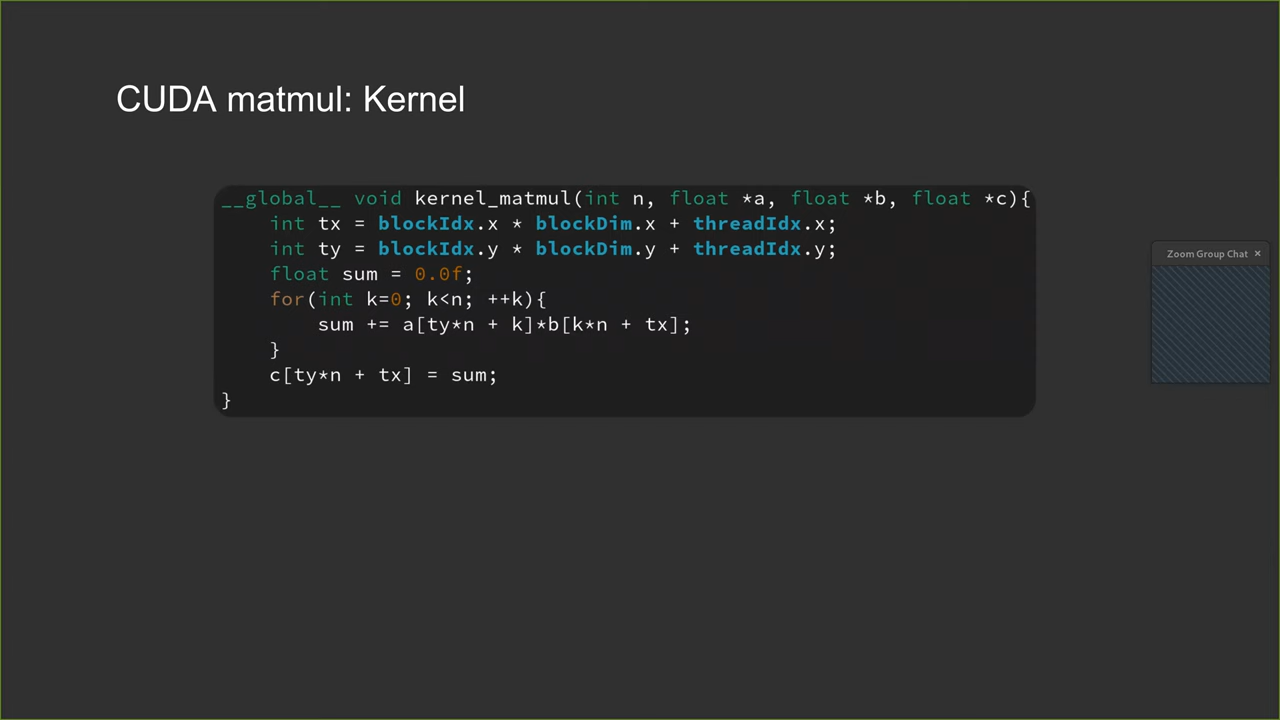 CUDA matmul: Kernel
__global__ void kernel_matmul(int n, float *a, float *b, float *c){
    int tx = blockIdx.x * blockDim.x + threadIdx.x;
    int ty = blockIdx.y * blockDim.y + threadIdx.y;
    float sum = 0.0f;
    for(int k=0; k<n; ++k){
        sum += a[ty*n + k]*b[k*n + tx];
    }
    c[ty*n + tx] = sum;
}
Zoom Group Chat ×